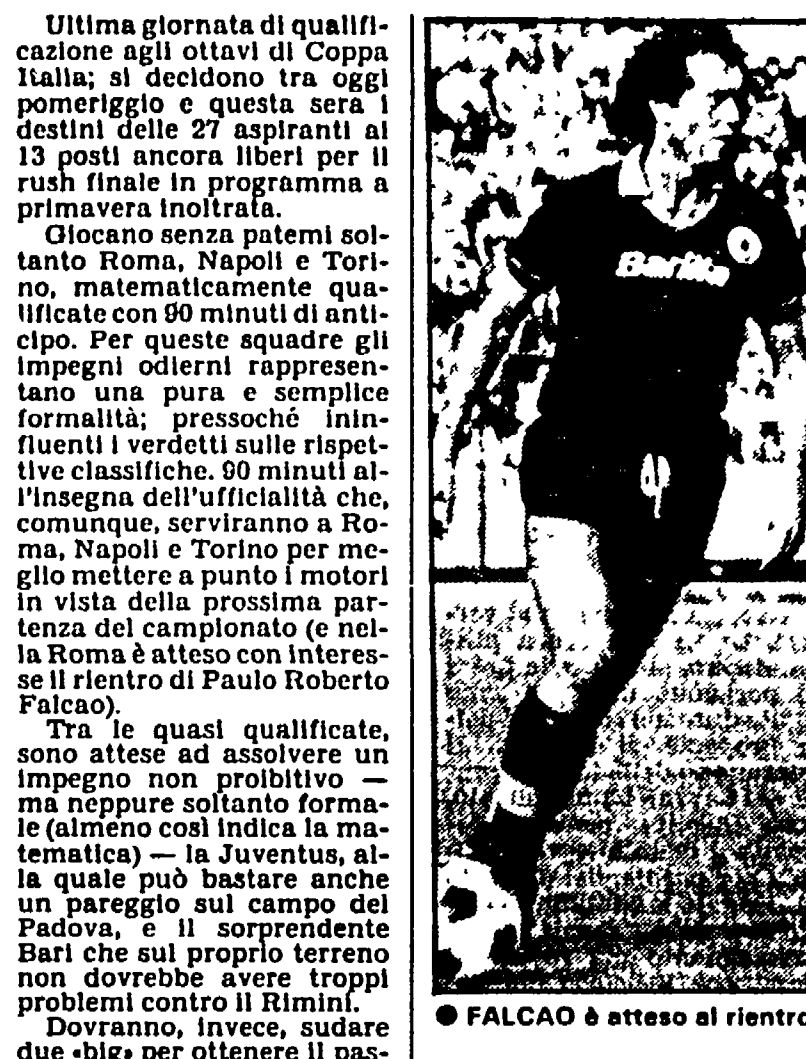 Ultima giornata di qualifi-
cazione agli ottavi di Coppa
Italia; si decidono tra oggi
pomeriggio e questa sera i
destini delle 27 aspiranti ai
13 posti ancora liberi per il
rush finale in programma a
primavera inoltrata.
Giocano senza patemi sol-
tanto Roma, Napoli e Tori-
no, matematicamente qua-
lificate con 90 minuti di anti-
cipo. Per queste squadre gli
impegni odierni rappresen-
tano una pura e semplice
formalità; pressoché inin-
fluenti i verdetti sulle rispet-
tive classifiche. 90 minuti al-
l'insegna dell'ufficialità che,
comunque, serviranno a Ro-
ma, Napoli e Torino per me-
glio mettere a punto i motori
in vista della prossima par-
tenza del campionato (e nel-
la Roma è atteso con interes-
se il rientro di Paulo Roberto
Falcao).
Tra le quasi qualificate,
sono attese ad assolvere un
impegno non proibitivo —
ma neppure soltanto forma-
le (almeno così indica la ma-
tematica) — la Juventus, al-
la quale può bastare anche
un pareggio sul campo del
Padova, e il sorprendente
Bari che sul proprio terreno
non dovrebbe avere troppi
problemi contro il Rimini.
Dovranno, invece, sudare
due «big» per ottenere il pas-
Barilla
● FALCAO è atteso al rientro